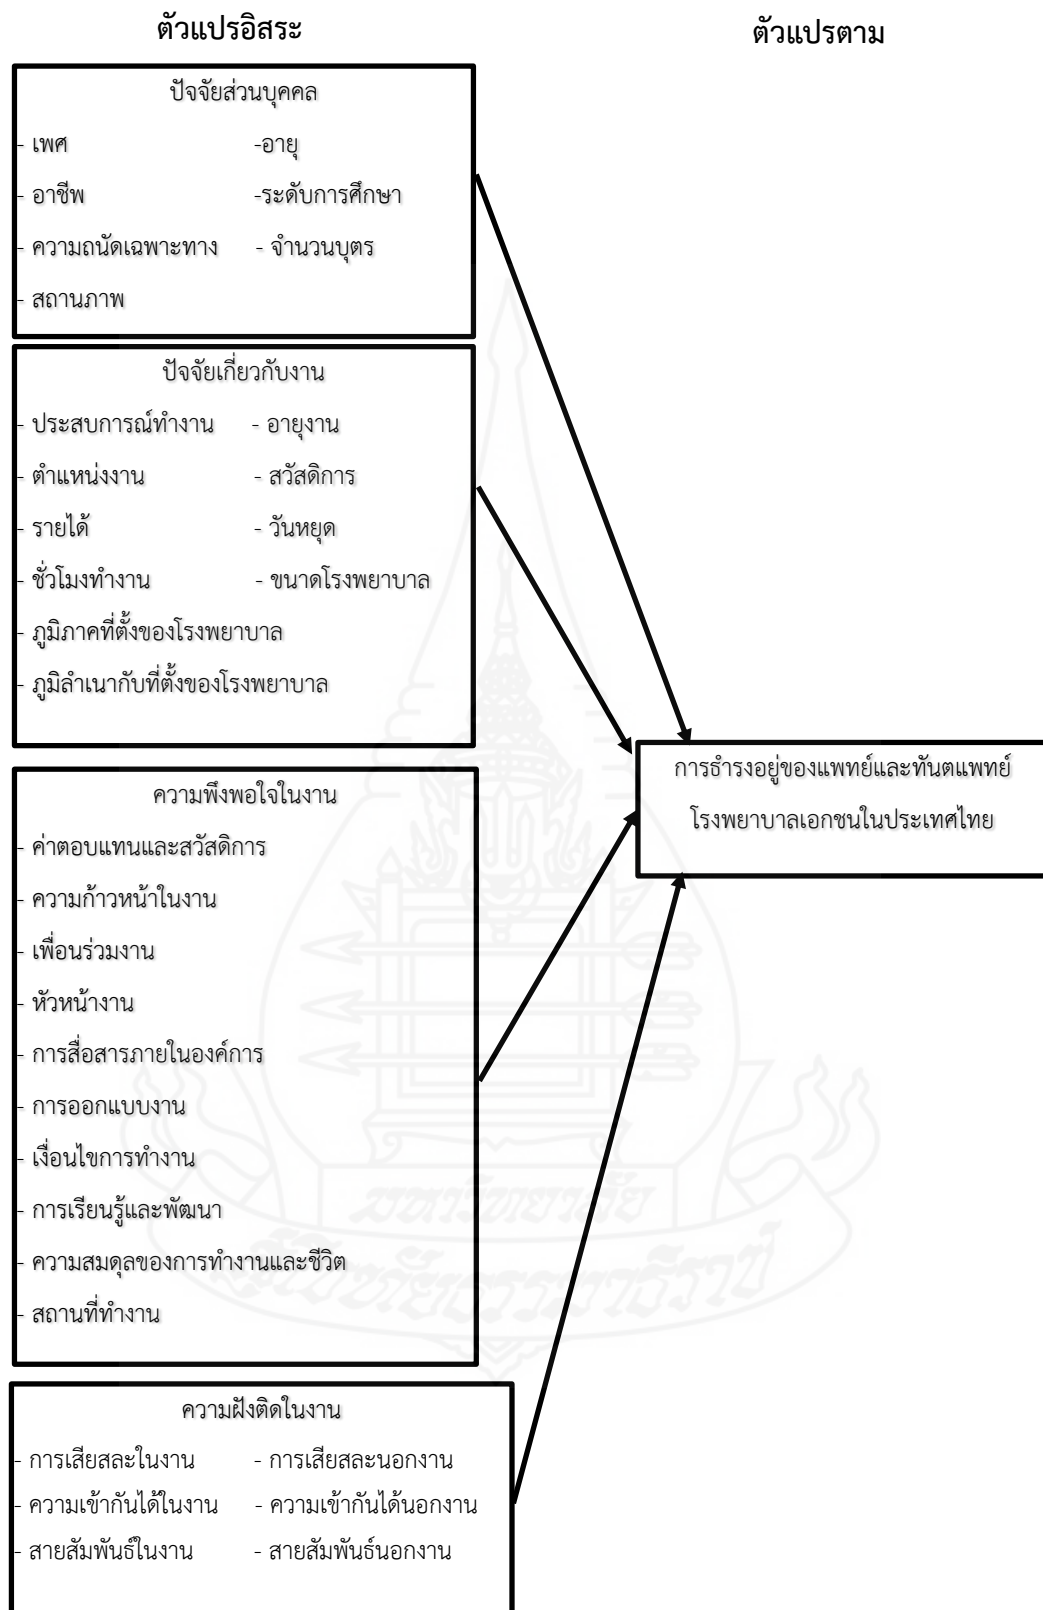 ตัวแปรอิสระ
ตัวแปรตาม
ปัจจัยส่วนบุคคล
- เพศ -อายุ
- อาชีพ -ระดับการศึกษา
- ความถนัดเฉพาะทาง - จำนวนบุตร
- สถานภาพ
ปัจจัยเกี่ยวกับงาน
- ประสบการณ์ทำงาน - อายุงาน
- ตำแหน่งงาน - สวัสดิการ
- รายได้ - วันหยุด
- ชั่วโมงทำงาน - ขนาดโรงพยาบาล
- ภูมิภาคที่ตั้งของโรงพยาบาล
- ภูมิลำเนากับที่ตั้งของโรงพยาบาล
ความพึงพอใจในงาน
- ค่าตอบแทนและสวัสดิการ
- ความก้าวหน้าในงาน
- เพื่อนร่วมงาน
- หัวหน้างาน
- การสื่อสารภายในองค์การ
- การออกแบบงาน
- เงื่อนไขการทำงาน
- การเรียนรู้และพัฒนา
- ความสมดุลของการทำงานและชีวิต
- สถานที่ทำงาน
ความฝังติดในงาน
- การเสียสละในงาน - การเสียสละนอกงาน
- ความเข้ากันได้ในงาน - ความเข้ากันได้นอกงาน
- สายสัมพันธ์ในงาน - สายสัมพันธ์นอกงาน
การธำรงอยู่ของแพทย์และทันตแพทย์
โรงพยาบาลเอกชนในประเทศไทย
มหาวิทยาลัย
สุโขทัยธรรมาธิราช